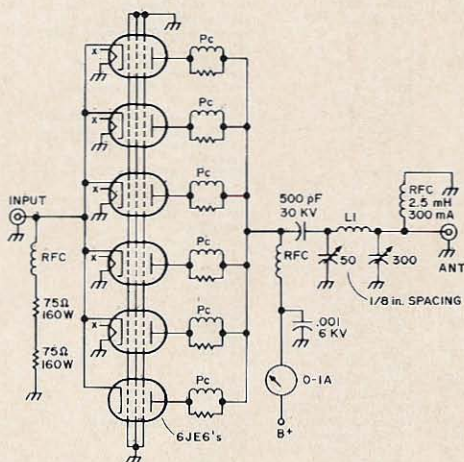 Pc
X
Pc
X
Pc
X
INPUT
500 pF
30 KV
RFC
2.5 mH
300 mA
L1
RFC
Pc
RFC
50
300
ANT
X
1/8 in. SPACING
75Ω
160W
Pc
.001
6 KV
X
75Ω
160W
Pc
0-1A
6JE6's
B+